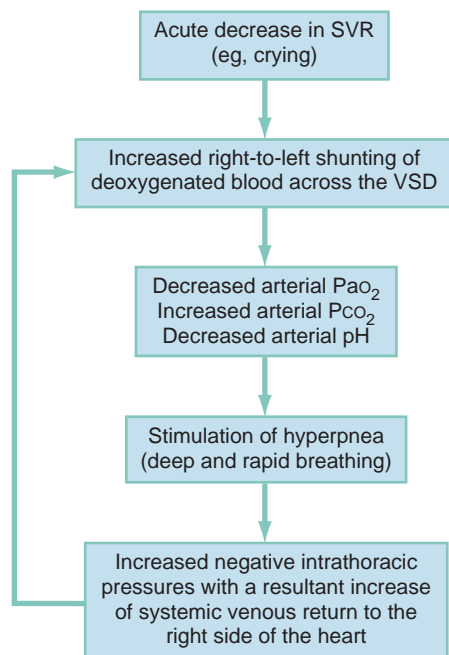 Acute decrease in SVR
(eg, crying)
Increased right-to-left shunting of
deoxygenated blood across the VSD
Decreased arterial PaO₂
Increased arterial PCO₂
Decreased arterial pH
Stimulation of hyperpnea
(deep and rapid breathing)
Increased negative intrathoracic
pressures with a resultant increase
of systemic venous return to the
right side of the heart